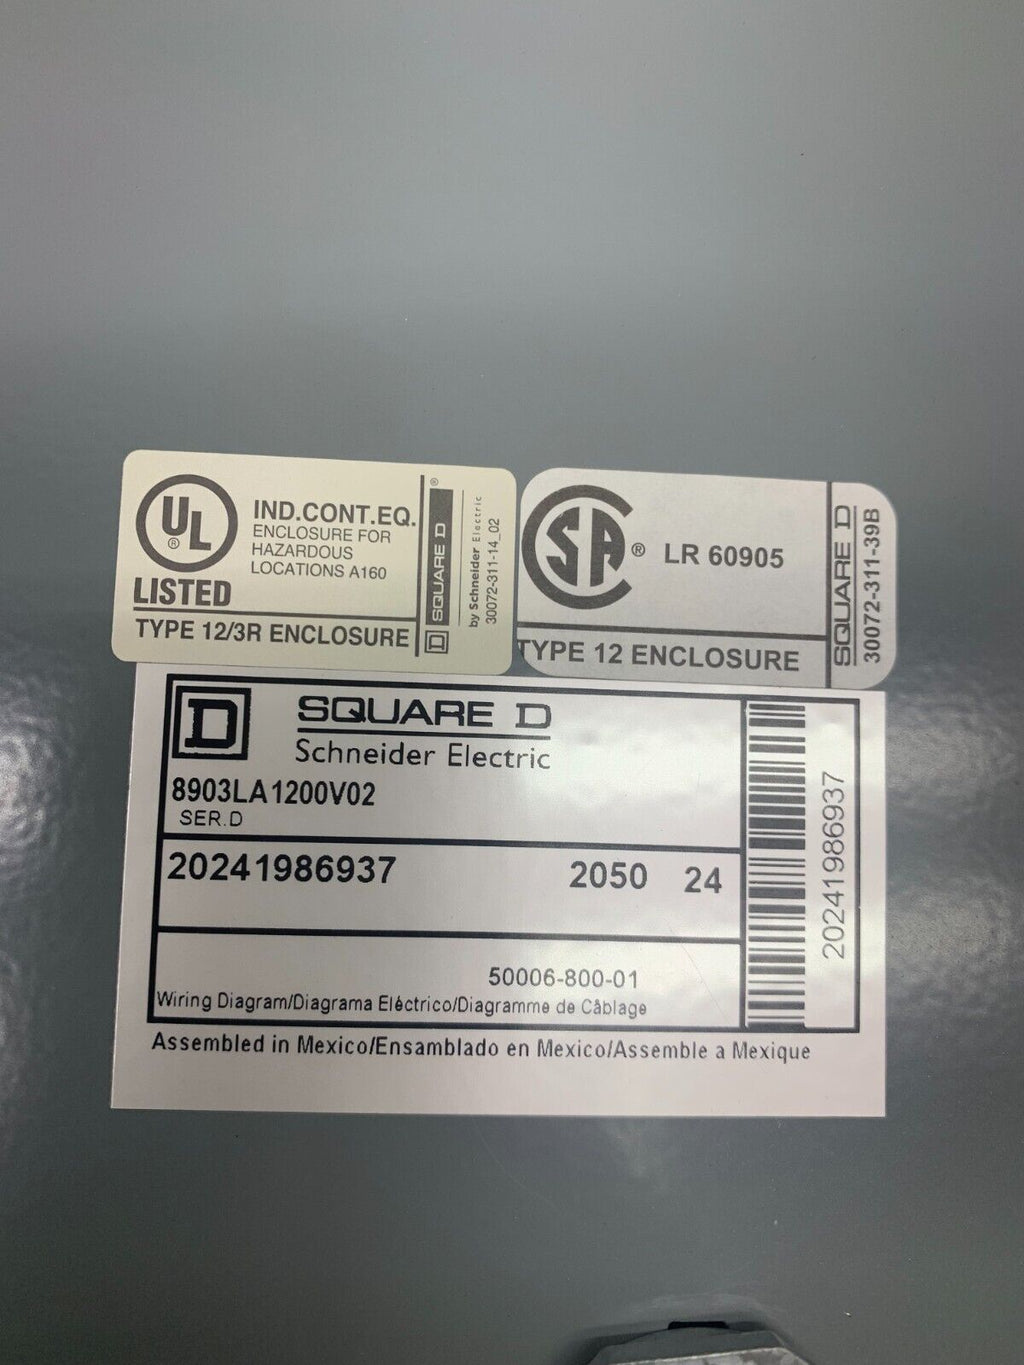 UL
®
LISTED
IND.CONT.EQ.
ENCLOSURE FOR
HAZARDOUS
LOCATIONS A160
TYPE 12/3R ENCLOSURE
D SQUARE D ®
by Schneider Electric
30072-311-14_02
SA ®
LR 60905
TYPE 12 ENCLOSURE
SQUARE D
30072-311-39B
D
SQUARE D
Schneider Electric
8903LA1200V02
SER.D
20241986937 2050 24
50006-800-01
Wiring Diagram/Diagrama Eléctrico/Diagramme de Câblage
20241986937
Assembled in Mexico/Ensamblado en Mexico/Assemble a Mexique